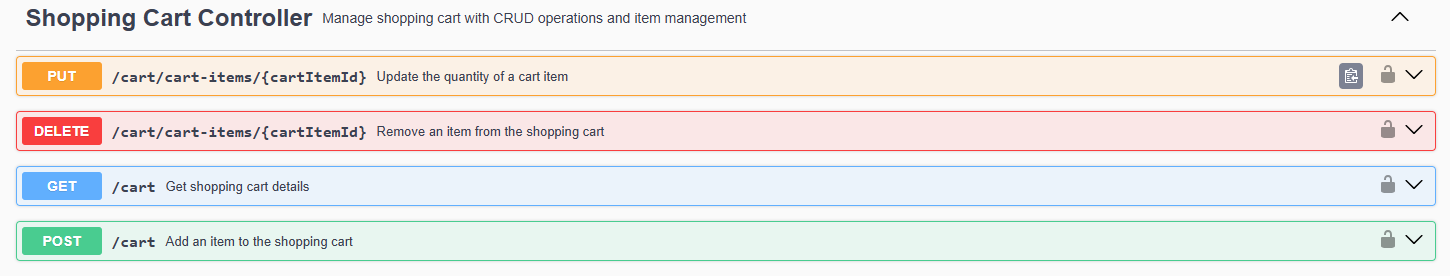 Shopping Cart Controller Manage shopping cart with CRUD operations and item management
PUT /cart/cart-items/{cartItemId} Update the quantity of a cart item
DELETE /cart/cart-items/{cartItemId} Remove an item from the shopping cart
GET /cart Get shopping cart details
POST /cart Add an item to the shopping cart